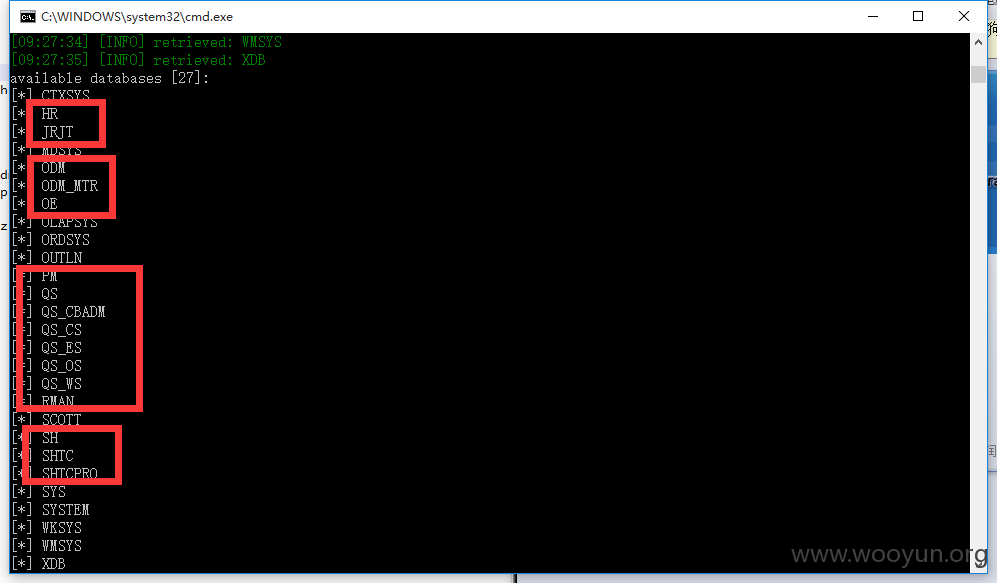 C:\WINDOWS\system32\cmd.exe
[09:27:34] [INFO] retrieved: WMSYS
[09:27:35] [INFO] retrieved: XDB
available databases [27]:
[*] CTXSYS
[*] HR
[*] JRJT
[*] MDSYS
[*] ODM
[*] ODM_MTR
[*] OE
[*] OLAPSYS
[*] ORDSYS
[*] OUTLN
[*] PM
[*] QS
[*] QS_CBADM
[*] QS_CS
[*] QS_ES
[*] QS_OS
[*] QS_WS
[*] RMAN
[*] SCOTT
[*] SH
[*] SHTC
[*] SHTCPRO
[*] SYS
[*] SYSTEM
[*] WKSYS
[*] WMSYS
[*] XDB
www.wooyun.org